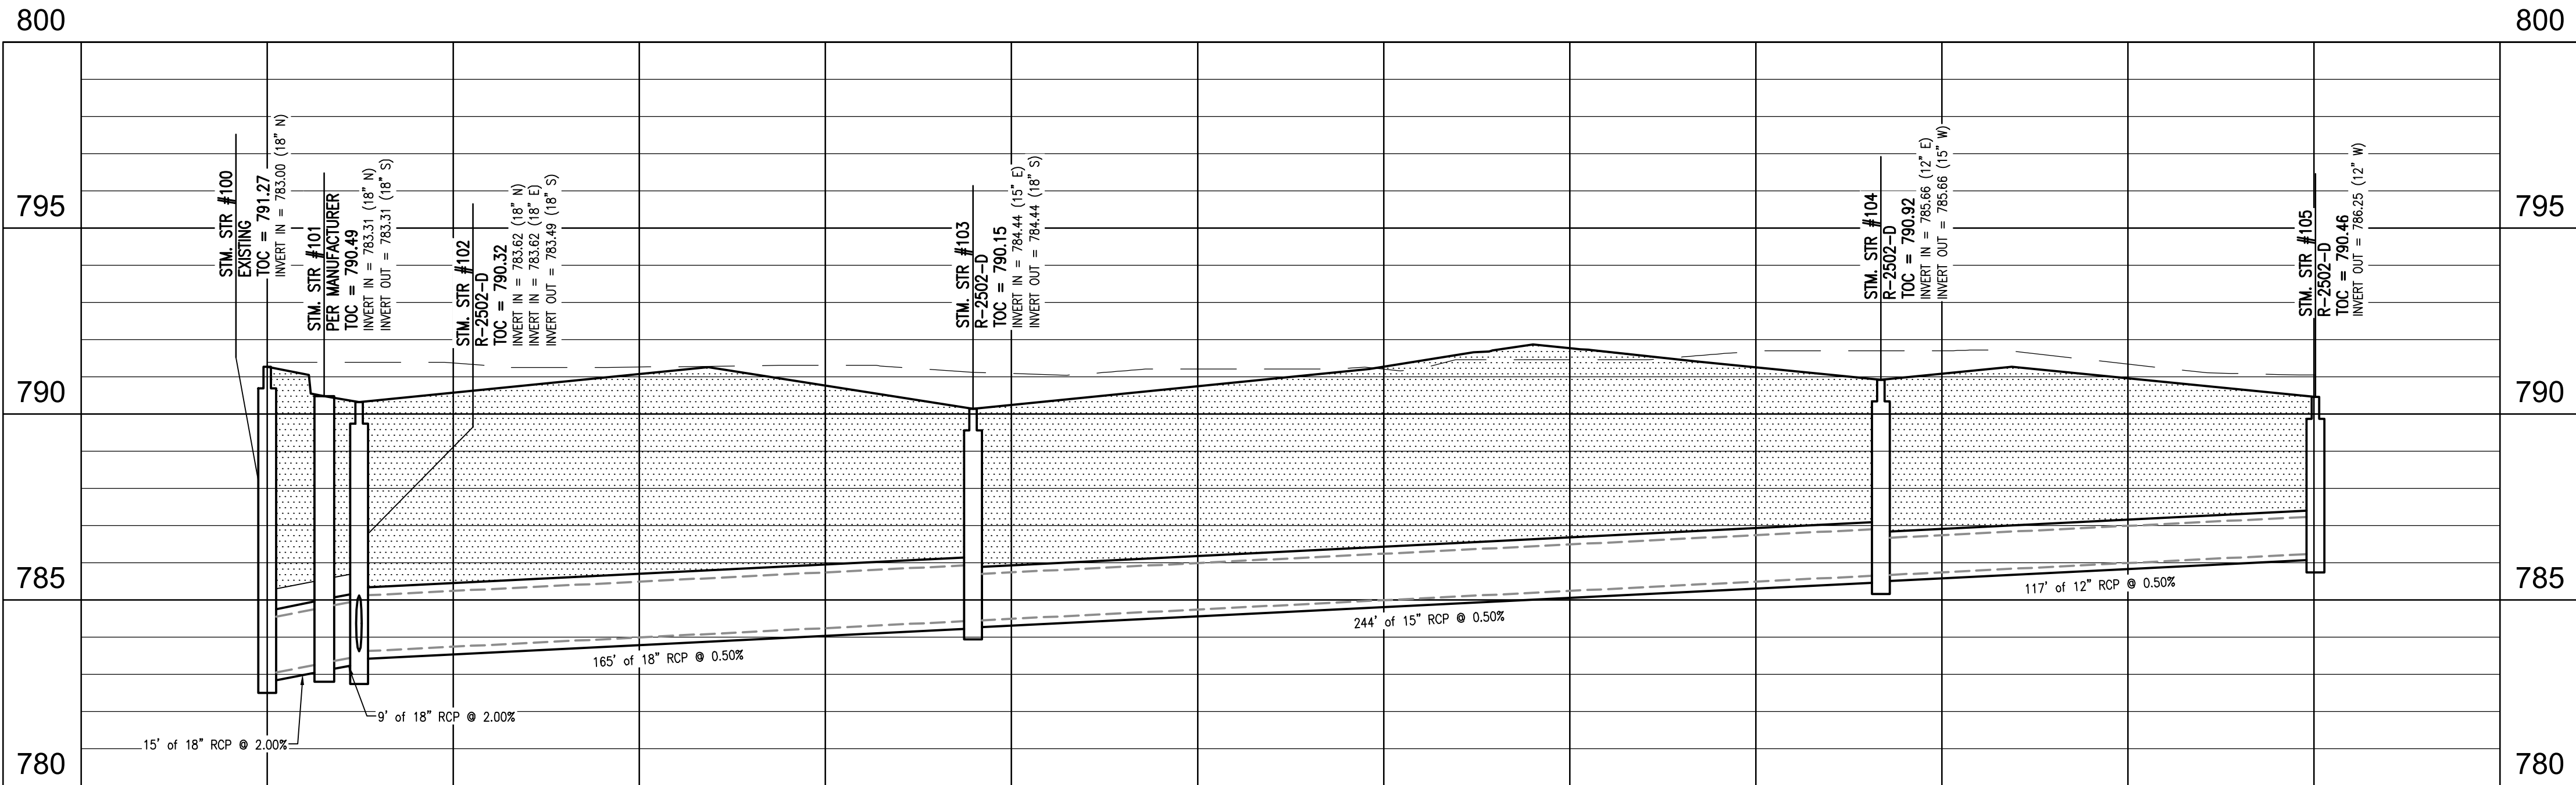 800
800
795
795
790
790
785
785
780
780
STM. STR #100
EXISTING
TOC = 791.27
INVERT IN = 783.00 (18" N)
STM. STR #101
PER MANUFACTURER
TOC = 790.49
INVERT IN = 783.31 (18" N)
INVERT OUT = 783.31 (18" S)
STM. STR #102
R-2502-D
TOC = 790.32
INVERT IN = 783.62 (18" N)
INVERT IN = 783.62 (18" E)
INVERT OUT = 783.49 (18" S)
STM. STR #103
R-2502-D
TOC = 790.15
INVERT IN = 784.44 (15" E)
INVERT OUT = 784.44 (18" S)
STM. STR #104
R-2502-D
TOC = 790.92
INVERT IN = 785.66 (12" E)
INVERT OUT = 785.66 (15" W)
STM. STR #105
R-2502-D
TOC = 790.46
INVERT OUT = 786.25 (12" W)
15' of 18" RCP @ 2.00%
9' of 18" RCP @ 2.00%
165' of 18" RCP @ 0.50%
244' of 15" RCP @ 0.50%
117' of 12" RCP @ 0.50%